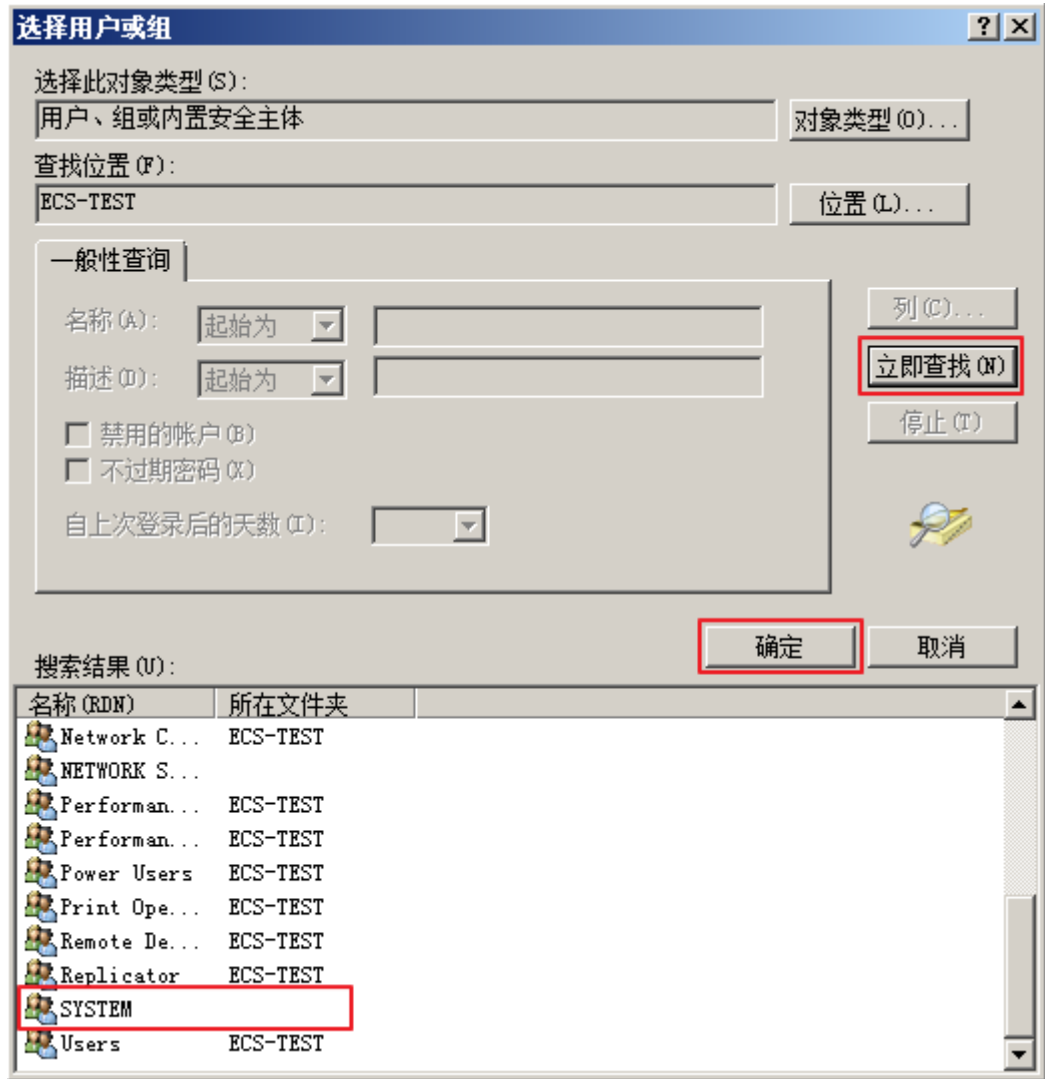 选择用户或组
选择此对象类型(S):
用户、组或内置安全主体 对象类型(O)...
查找位置(F):
ECS-TEST 位置(L)...
一般性查询
名称(A): 起始为 列(C)...
立即查找(N)
描述(D): 起始为
停止(T)
禁用的帐户(B)
不过期密码(X)
自上次登录后的天数(I):
确定 取消
搜索结果(U):
名称(RDN) 所在文件夹
Network C... ECS-TEST
NETWORK S...
Performan... ECS-TEST
Performan... ECS-TEST
Power Users ECS-TEST
Print Ope... ECS-TEST
Remote De... ECS-TEST
Replicator ECS-TEST
SYSTEM
Users ECS-TEST